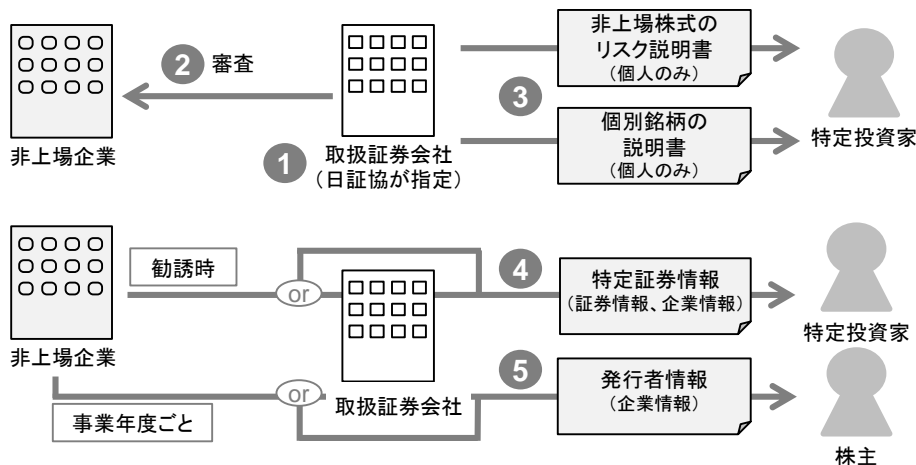 2 審査
非上場企業
1 取扱証券会社
(日証協が指定)
3
非上場株式の
リスク説明書
(個人のみ)
個別銘柄の
説明書
(個人のみ)
特定投資家
非上場企業
勧誘時
or
取扱証券会社
4
特定証券情報
(証券情報、企業情報)
特定投資家
事業年度ごと
or
5
発行者情報
(企業情報)
株主